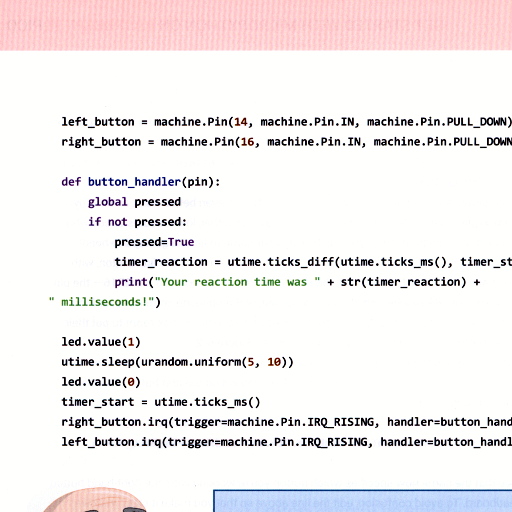 left_button = machine.Pin(14, machine.Pin.IN, machine.Pin.PULL_DOWN)
right_button = machine.Pin(16, machine.Pin.IN, machine.Pin.PULL_DOWN
def button_handler(pin):
    global pressed
    if not pressed:
        pressed=True
        timer_reaction = utime.ticks_diff(utime.ticks_ms(), timer_st
        print("Your reaction time was " + str(timer_reaction) +
" milliseconds!")
led.value(1)
utime.sleep(urandom.uniform(5, 10))
led.value(0)
timer_start = utime.ticks_ms()
right_button.irq(trigger=machine.Pin.IRQ_RISING, handler=button_hand
left_button.irq(trigger=machine.Pin.IRQ_RISING, handler=button_handl